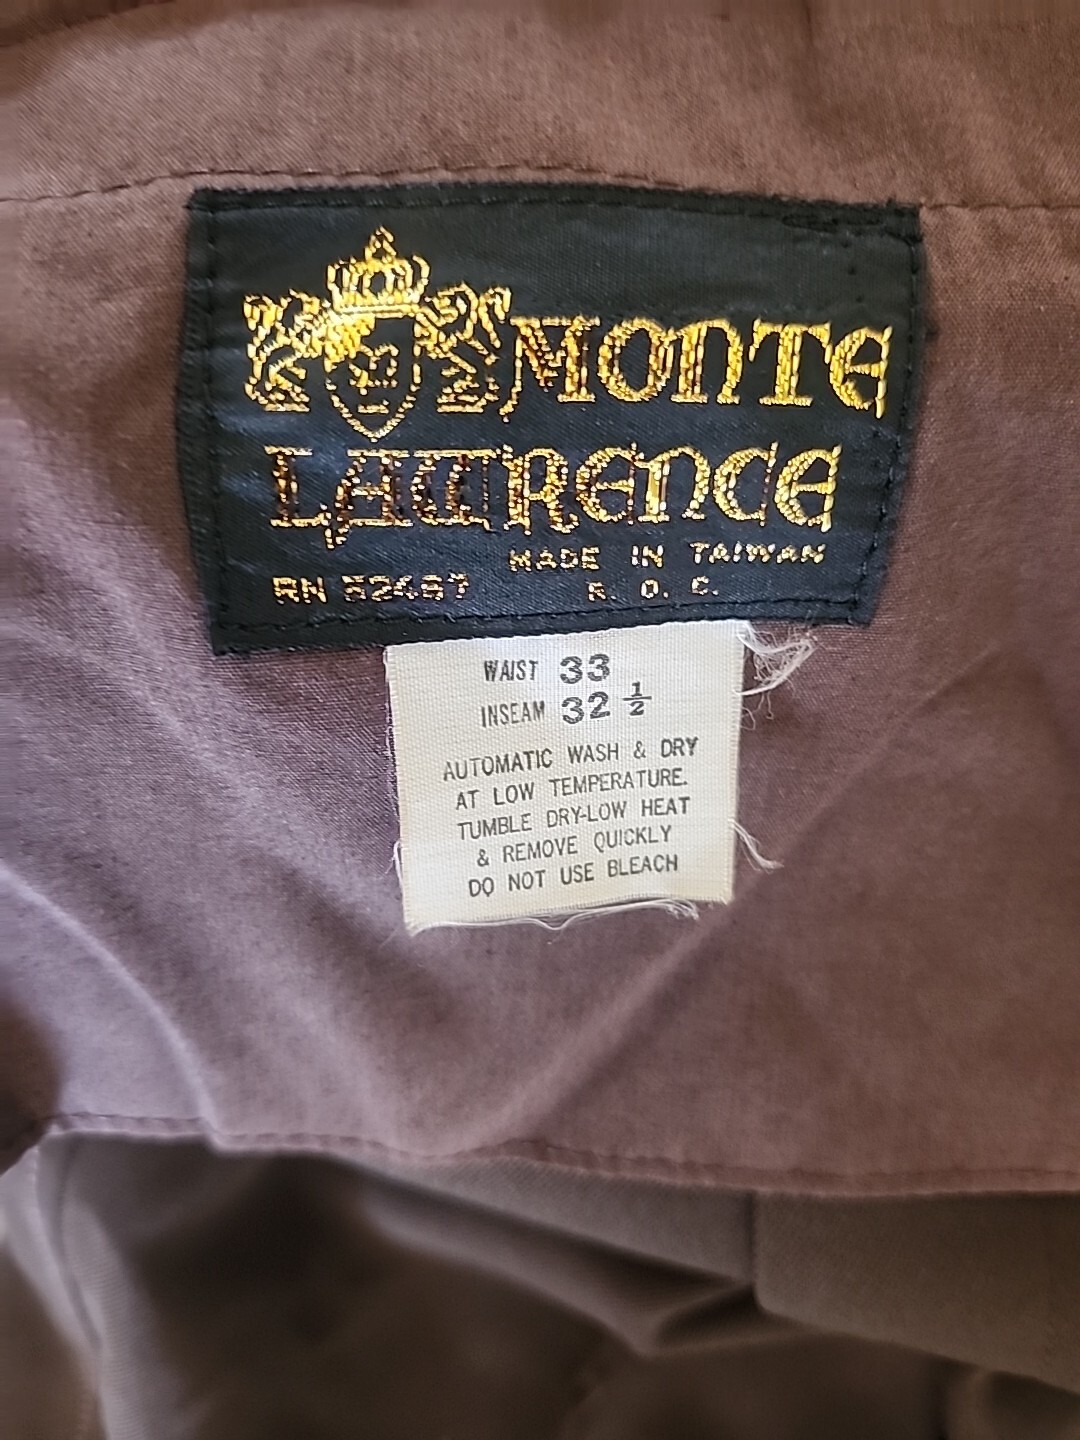 MONTE
LAWRENCE
MADE IN TAIWAN
RN 52467 R. O. C.
WAIST 33
INSEAM 32 ½
AUTOMATIC WASH & DRY
AT LOW TEMPERATURE.
TUMBLE DRY-LOW HEAT
& REMOVE QUICKLY
DO NOT USE BLEACH